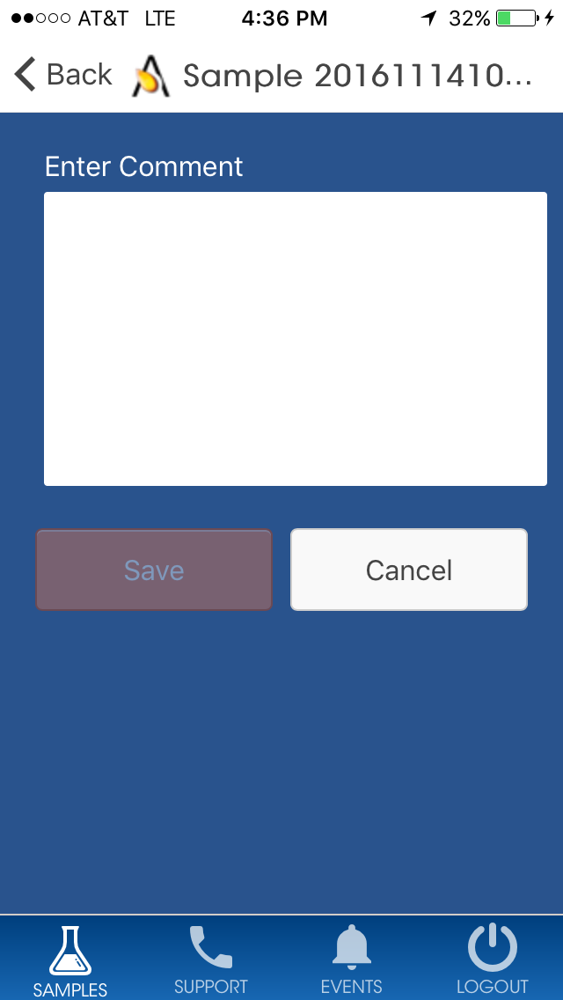 AT&T LTE 4:36 PM 32%
Back Sample 2016111410...
Enter Comment
Save Cancel
SAMPLES SUPPORT EVENTS LOGOUT